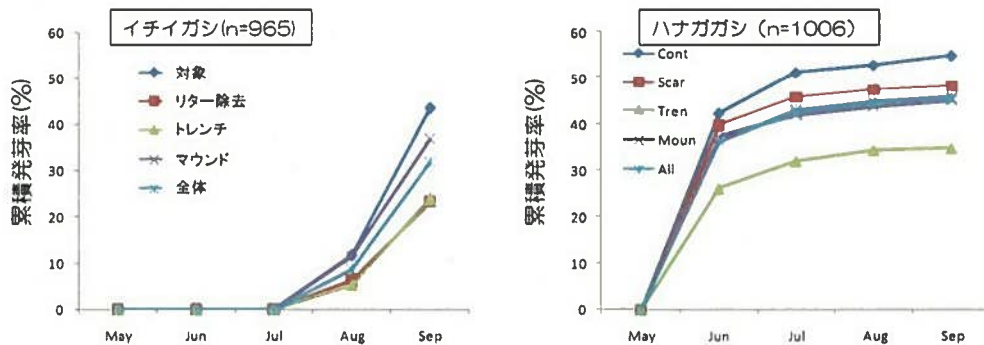 イチイガシ(n=965)
累積発芽率(%)
60
50
40
30
20
10
0
対象
リター除去
トレンチ
マウンド
全体
May Jun Jul Aug Sep
ハナガガシ (n=1006)
累積発芽率(%)
60
50
40
30
20
10
0
Cont
Scar
Tren
Moun
All
May Jun Jul Aug Sep